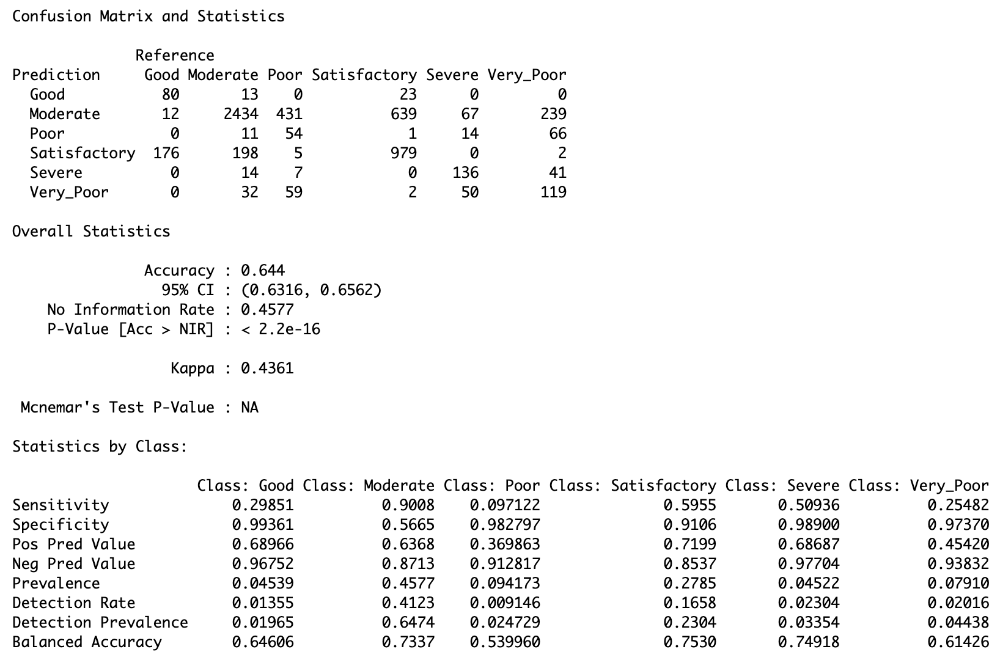 Confusion Matrix and Statistics
Reference
Prediction Good Moderate Poor Satisfactory Severe Very_Poor
Good 80 13 0 23 0 0
Moderate 12 2434 431 639 67 239
Poor 0 11 54 1 14 66
Satisfactory 176 198 5 979 0 2
Severe 0 14 7 0 136 41
Very_Poor 0 32 59 2 50 119
Overall Statistics
Accuracy : 0.644
95% CI : (0.6316, 0.6562)
No Information Rate : 0.4577
P-Value [Acc > NIR] : < 2.2e-16
Kappa : 0.4361
Mcnemar's Test P-Value : NA
Statistics by Class:
Class: Good Class: Moderate Class: Poor Class: Satisfactory Class: Severe Class: Very_Poor
Sensitivity 0.29851 0.9008 0.097122 0.5955 0.50936 0.25482
Specificity 0.99361 0.5665 0.982797 0.9106 0.98900 0.97370
Pos Pred Value 0.68966 0.6368 0.369863 0.7199 0.68687 0.45420
Neg Pred Value 0.96752 0.8713 0.912817 0.8537 0.97704 0.93832
Prevalence 0.04539 0.4577 0.094173 0.2785 0.04522 0.07910
Detection Rate 0.01355 0.4123 0.009146 0.1658 0.02304 0.02016
Detection Prevalence 0.01965 0.6474 0.024729 0.2304 0.03354 0.04438
Balanced Accuracy 0.64606 0.7337 0.539960 0.7530 0.74918 0.61426